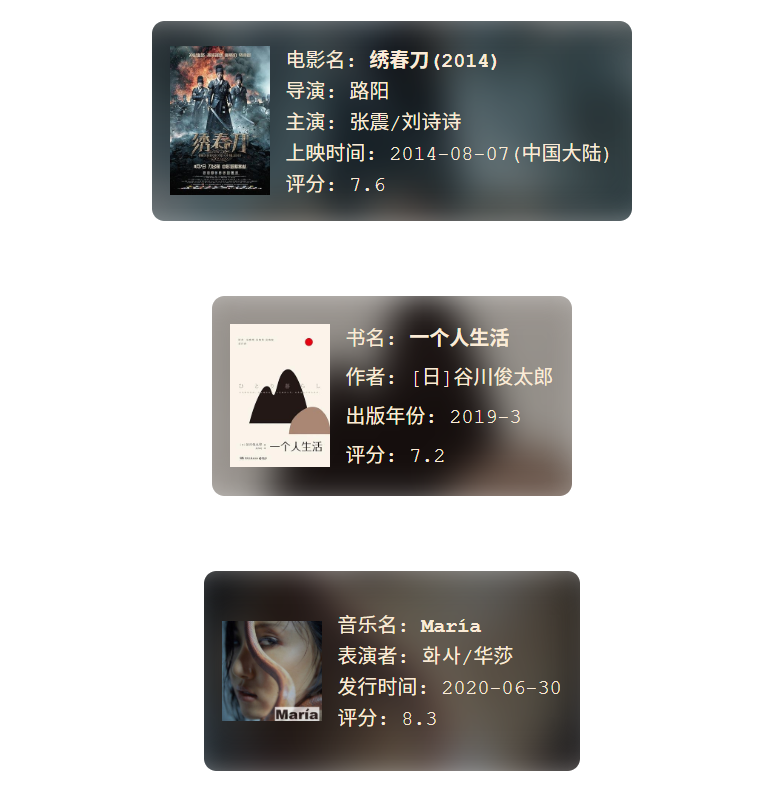 电影名: 绣春刀(2014)
导演: 路阳
主演: 张震/刘诗诗
上映时间: 2014-08-07(中国大陆)
评分: 7.6
绣春刀
书名: 一个人生活
作者: [日]谷川俊太郎
出版年份: 2019-3
评分: 7.2
一个人生活
音乐名: María
表演者: 화사/华莎
发行时间: 2020-06-30
评分: 8.3
María